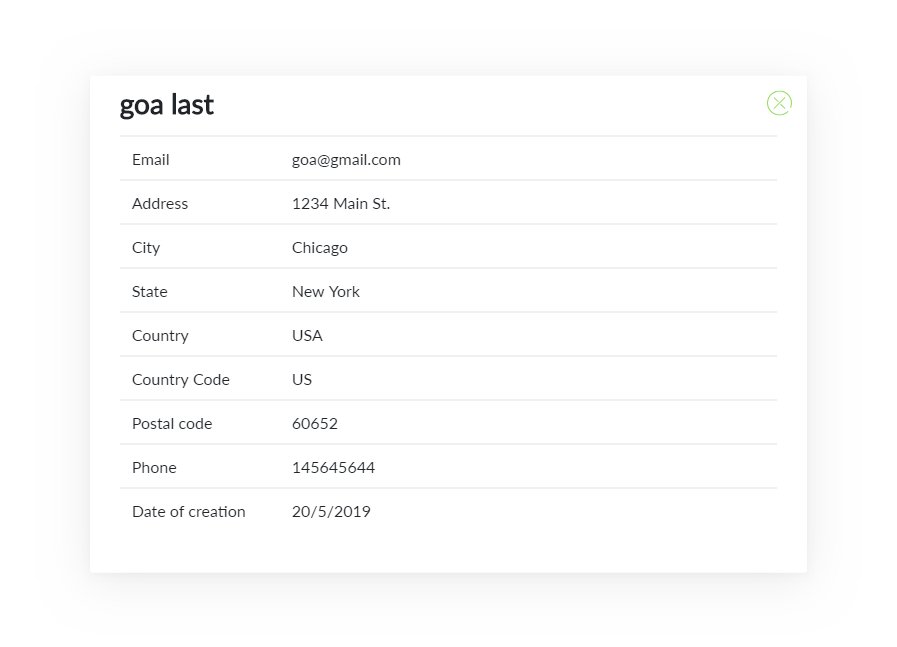 goa last
Email goa@gmail.com
Address 1234 Main St.
City Chicago
State New York
Country USA
Country Code US
Postal code 60652
Phone 145645644
Date of creation 20/5/2019